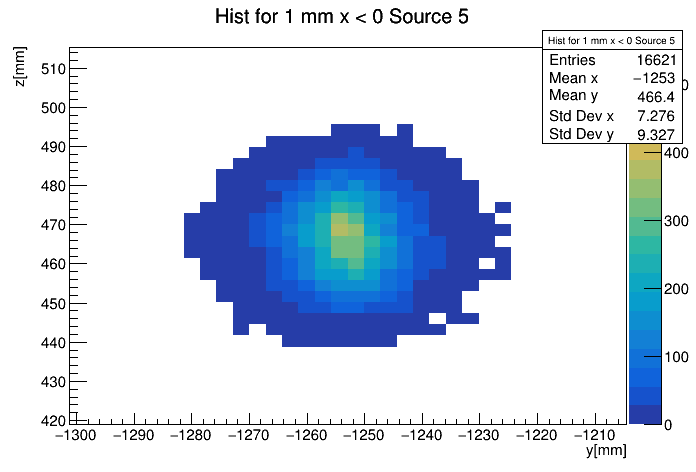 Hist for 1 mm x < 0 Source 5
Hist for 1 mm x < 0 Source 5
Entries 16621
Mean x −1253
Mean y 466.4
Std Dev x 7.276
Std Dev y 9.327
z[mm]
510
500
490
480
470
460
450
440
430
420
−1300 −1290 −1280 −1270 −1260 −1250 −1240 −1230 −1220 −1210
y[mm]
400
300
200
100
0